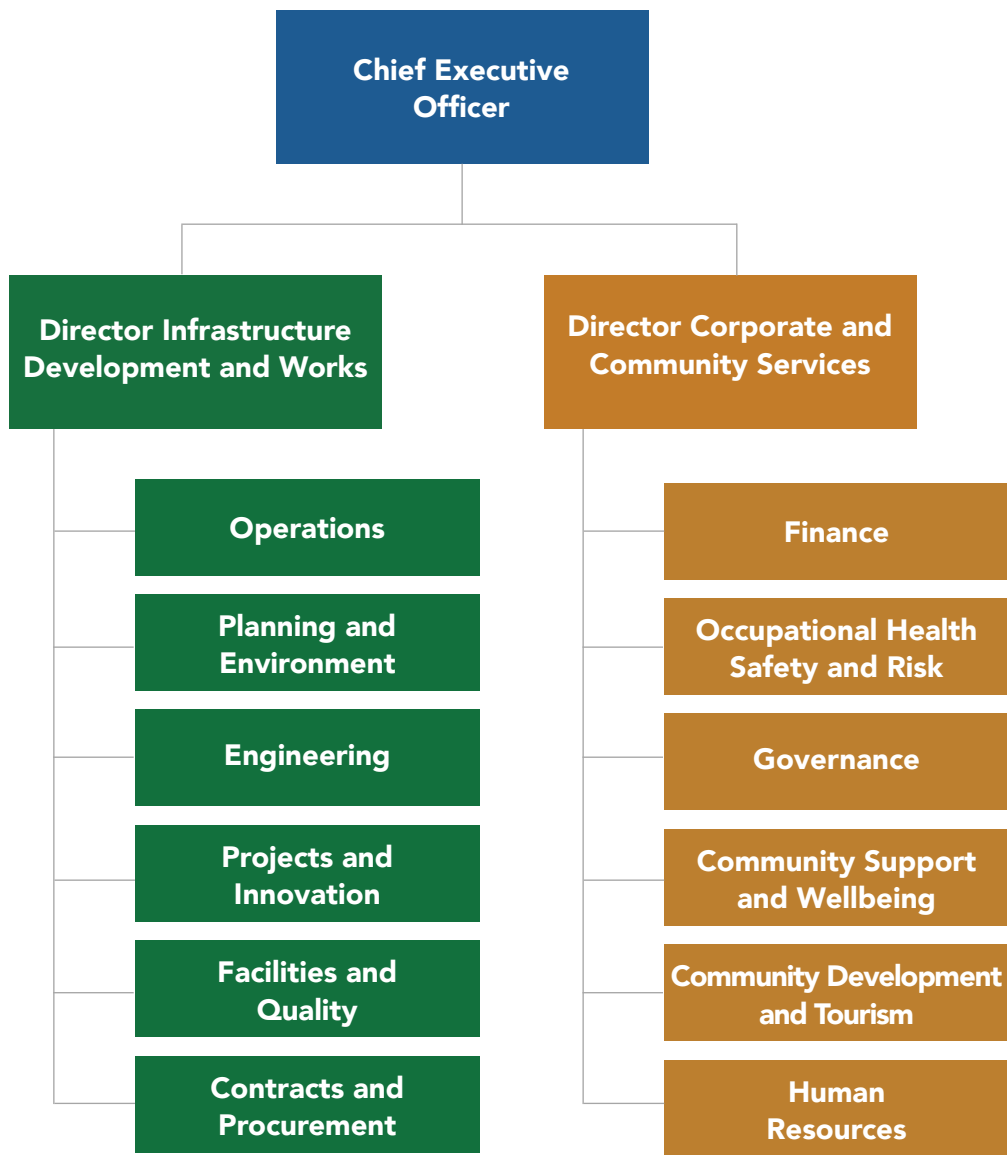 Chief Executive
Officer
Director Infrastructure
Development and Works
Operations
Planning and
Environment
Engineering
Projects and
Innovation
Facilities and
Quality
Contracts and
Procurement
Director Corporate and
Community Services
Finance
Occupational Health
Safety and Risk
Governance
Community Support
and Wellbeing
Community Development
and Tourism
Human
Resources